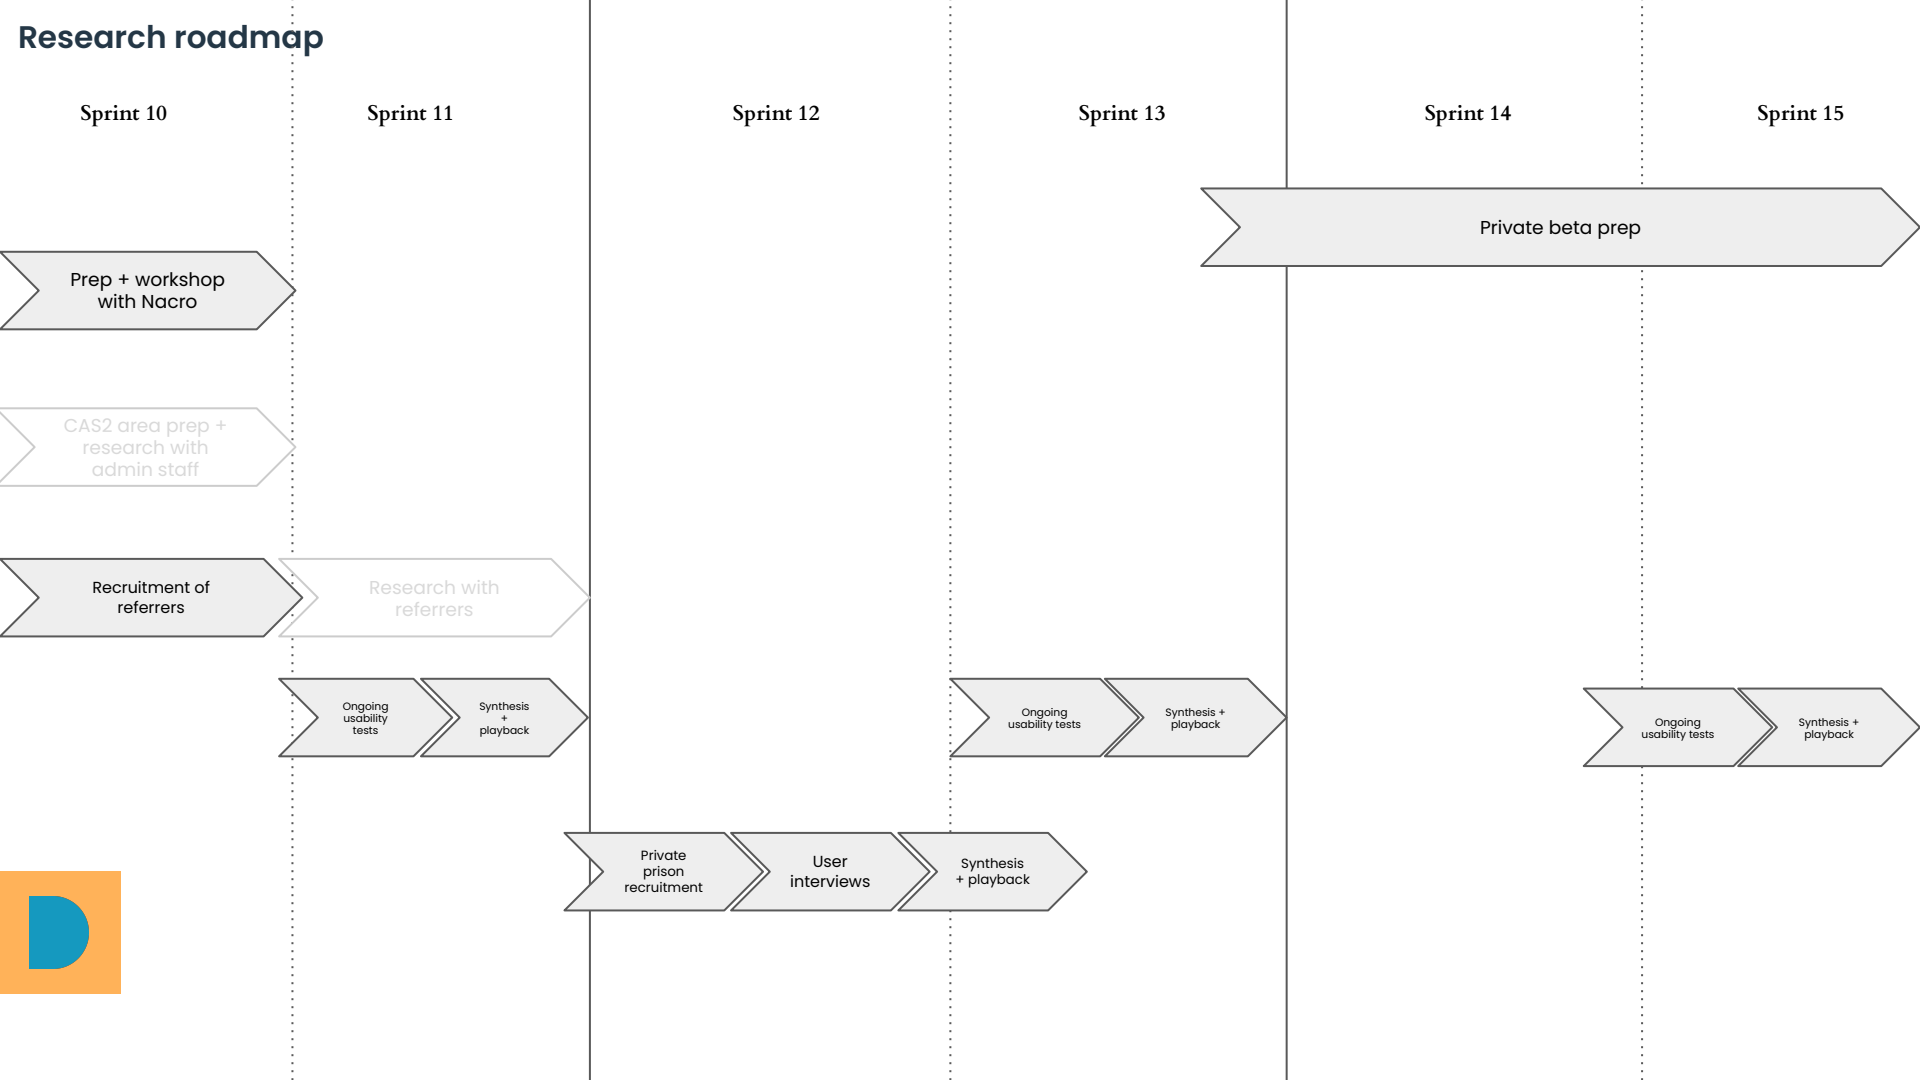 Research roadmap
Sprint 10
Sprint 11
Sprint 12
Sprint 13
Sprint 14
Sprint 15
Private beta prep
Prep + workshop
with Nacro
CAS2 area prep +
research with
admin staff
Recruitment of
referrers
Research with
referrers
Ongoing
usability
tests
Synthesis
+
playback
Ongoing
usability tests
Synthesis +
playback
Ongoing
usability tests
Synthesis +
playback
Private
prison
recruitment
User
interviews
Synthesis
+ playback
D